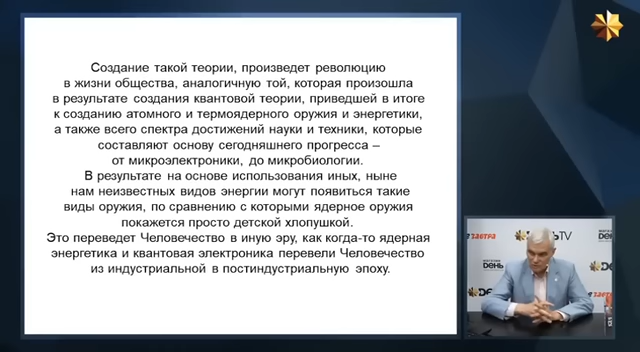 Создание такой теории, произведет революцию
в жизни общества, аналогичную той, которая произошла
в результате создания квантовой теории, приведшей в итоге
к созданию атомного и термоядерного оружия и энергетики,
а также всего спектра достижений науки и техники, которые
составляют основу сегодняшнего прогресса –
от микроэлектроники, до микробиологии.
В результате на основе использования иных, ныне
нам неизвестных видов энергии могут появиться такие
виды оружия, по сравнению с которыми ядерное оружия
покажется просто детской хлопушкой.
Это переведет Человечество в иную эру, как когда-то ядерная
энергетика и квантовая электроника перевели Человечество
из индустриальной в постиндустриальную эпоху.
ЗАВТРА
ДЕНЬTV
МАГАЗИН
DЕНЬ